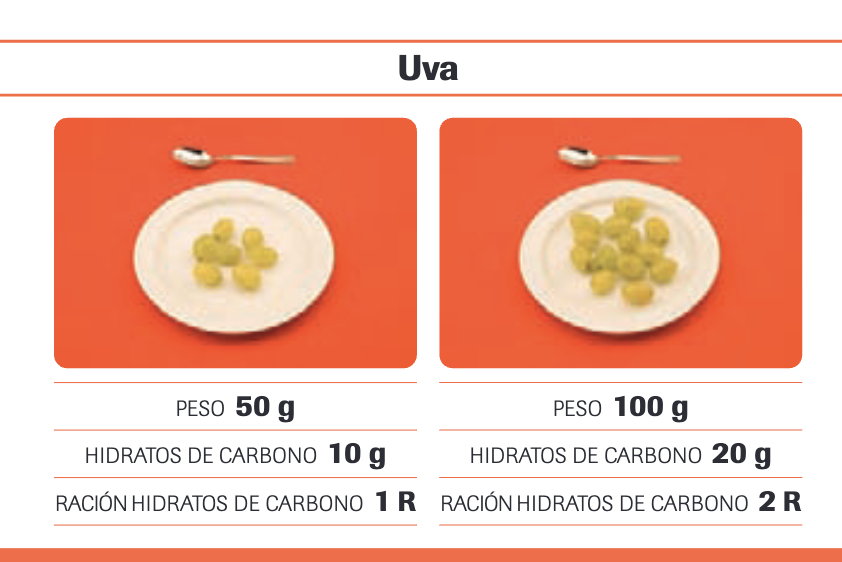 Uva
PESO 50 g
HIDRATOS DE CARBONO 10 g
RACIÓN HIDRATOS DE CARBONO 1 R
PESO 100 g
HIDRATOS DE CARBONO 20 g
RACIÓN HIDRATOS DE CARBONO 2 R